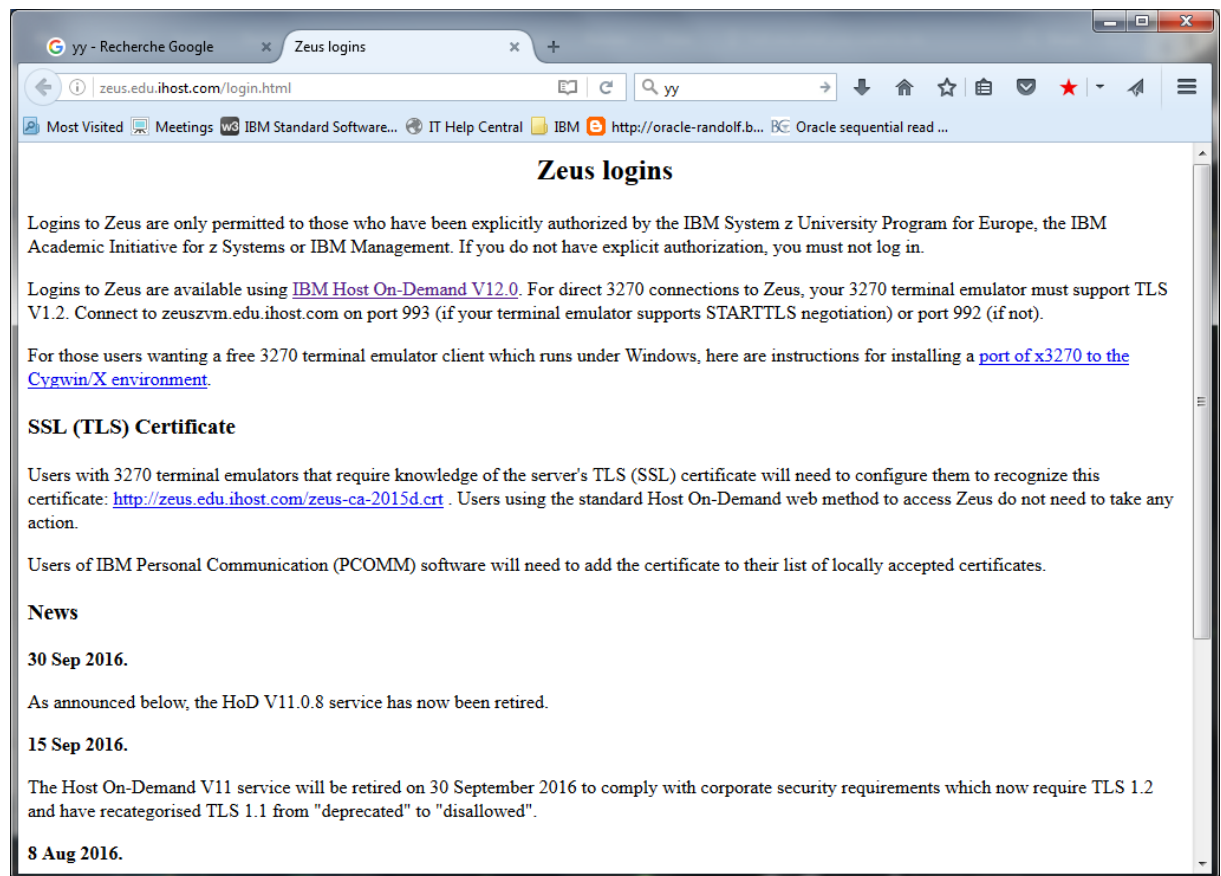 yy - Recherche Google
Zeus logins
zeus.edu.ihost.com/login.html
yy
Most Visited Meetings w3 IBM Standard Software... IT Help Central IBM http://oracle-randolf.b... BC Oracle sequential read ...
Zeus logins
Logins to Zeus are only permitted to those who have been explicitly authorized by the IBM System z University Program for Europe, the IBM
Academic Initiative for z Systems or IBM Management. If you do not have explicit authorization, you must not log in.
Logins to Zeus are available using IBM Host On-Demand V12.0. For direct 3270 connections to Zeus, your 3270 terminal emulator must support TLS
V1.2. Connect to zeuszvm.edu.ihost.com on port 993 (if your terminal emulator supports STARTTLS negotiation) or port 992 (if not).
For those users wanting a free 3270 terminal emulator client which runs under Windows, here are instructions for installing a port of x3270 to the
Cygwin/X environment.
SSL (TLS) Certificate
Users with 3270 terminal emulators that require knowledge of the server's TLS (SSL) certificate will need to configure them to recognize this
certificate: http://zeus.edu.ihost.com/zeus-ca-2015d.crt . Users using the standard Host On-Demand web method to access Zeus do not need to take any
action.
Users of IBM Personal Communication (PCOMM) software will need to add the certificate to their list of locally accepted certificates.
News
30 Sep 2016.
As announced below, the HoD V11.0.8 service has now been retired.
15 Sep 2016.
The Host On-Demand V11 service will be retired on 30 September 2016 to comply with corporate security requirements which now require TLS 1.2
and have recategorised TLS 1.1 from "deprecated" to "disallowed".
8 Aug 2016.